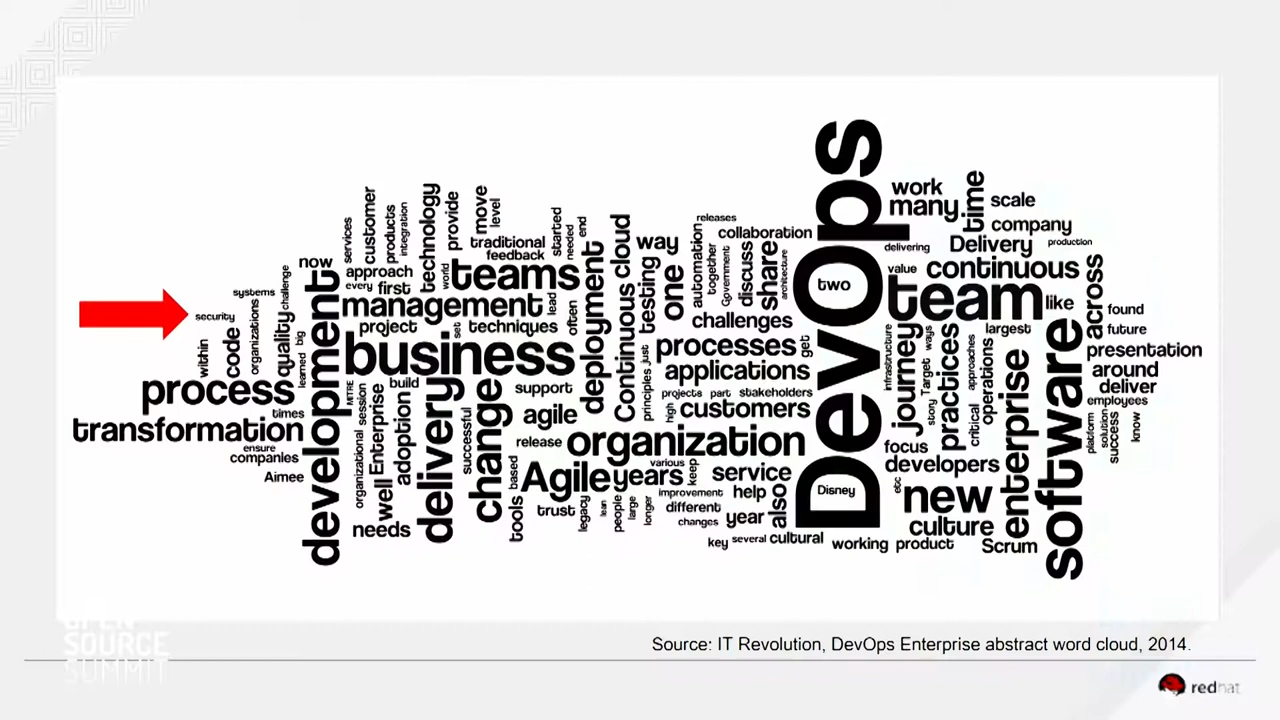 DevOps
work
many
time
scale
company
delivering
Delivery
production
value
continuous
team
like
across
found
future
presentation
around
deliver
employees
two
largest
infrastructure
journey
story
Target
ways
practices
critical
approaches
operations
enterprise
software
platform
solution
success
know
focus
developers
etc
new
culture
Scrum
Disney
working
product
releases
collaboration
way
one
automation
together
Government
discuss
share
architecture
challenges
processes
get
applications
projects
part
stakeholders
high
customers
organization
various
keep
service
years
improvement
help
also
different
changes
year
key
several
cultural
customer
services
products
integration
technology
provide
move
level
traditional
feedback
started
needed
end
now
approach
every
first
world
teams
management
lead
often
project
set
techniques
business
deployment
Continuous
cloud
testing
just
principles
support
agile
release
Agile
trust
legacy
lean
people
large
longer
tools
based
change
successful
delivery
build
adoption
METRE
session
organizational
Enterprise
well
needs
development
systems
challenge
security
organizations
quality
learned
big
within
code
process
times
transformation
ensure
companies
Aimee
Source: IT Revolution, DevOps Enterprise abstract word cloud, 2014.
OPEN
SOURCE
SUMMIT
redhat.